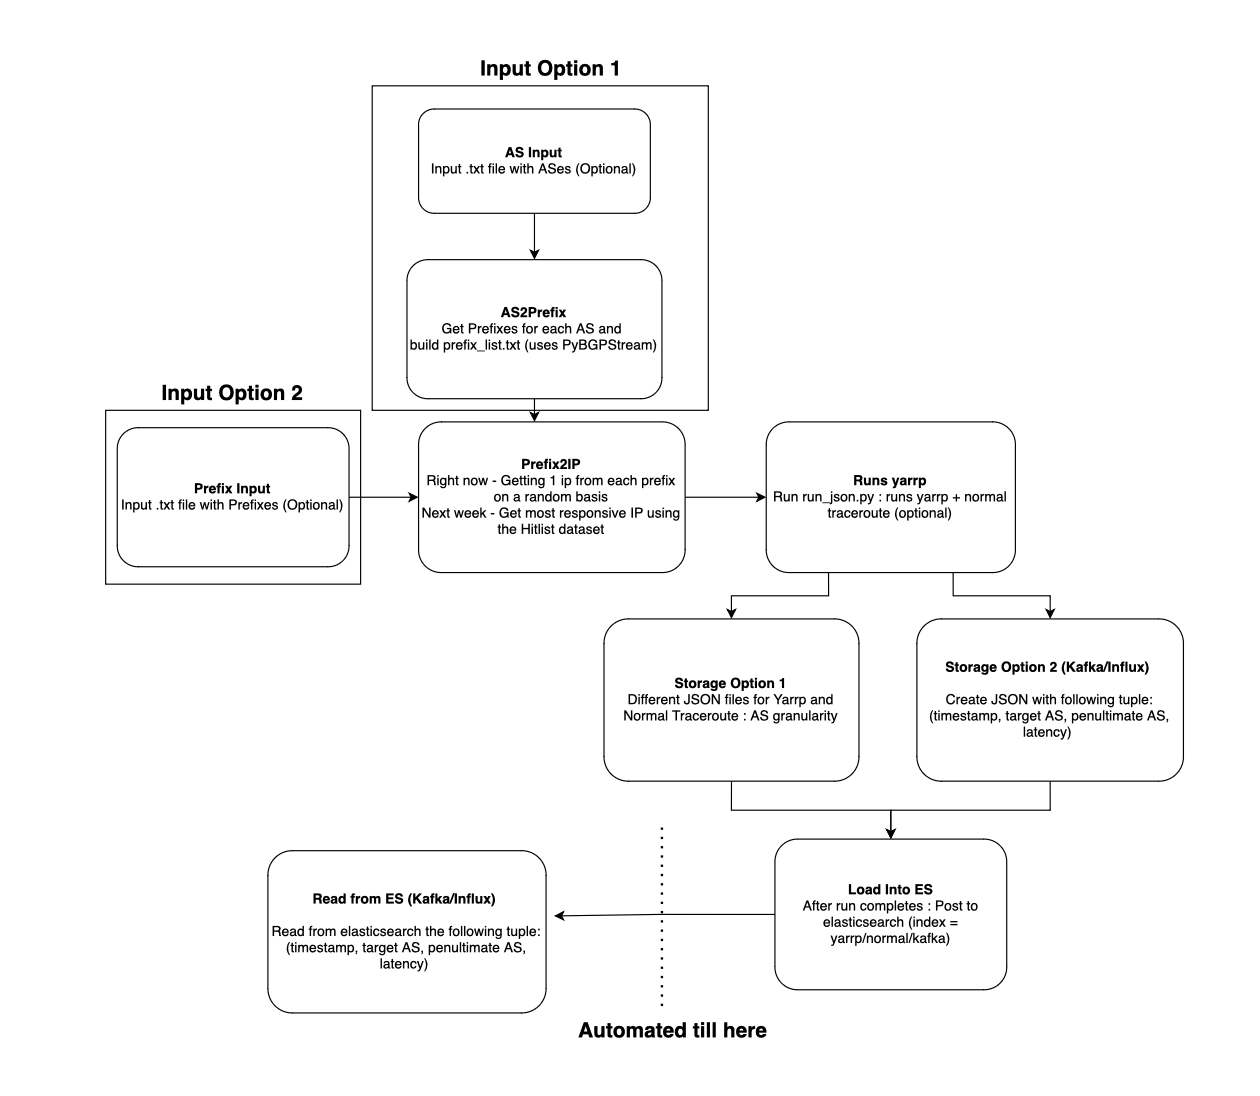 Input Option 1
AS Input
Input .txt file with ASes (Optional)
AS2Prefix
Get Prefixes for each AS and
build prefix_list.txt (uses PyBGPStream)
Input Option 2
Prefix Input
Input .txt file with Prefixes (Optional)
Prefix2IP
Right now - Getting 1 ip from each prefix
on a random basis
Next week - Get most responsive IP using
the Hitlist dataset
Runs yarrp
Run run_json.py : runs yarrp + normal
traceroute (optional)
Storage Option 1
Different JSON files for Yarrp and
Normal Traceroute : AS granularity
Storage Option 2 (Kafka/Influx)
Create JSON with following tuple:
(timestamp, target AS, penultimate AS,
latency)
Load Into ES
After run completes : Post to
elasticsearch (index =
yarrp/normal/kafka)
Read from ES (Kafka/Influx)
Read from elasticsearch the following tuple:
(timestamp, target AS, penultimate AS,
latency)
Automated till here